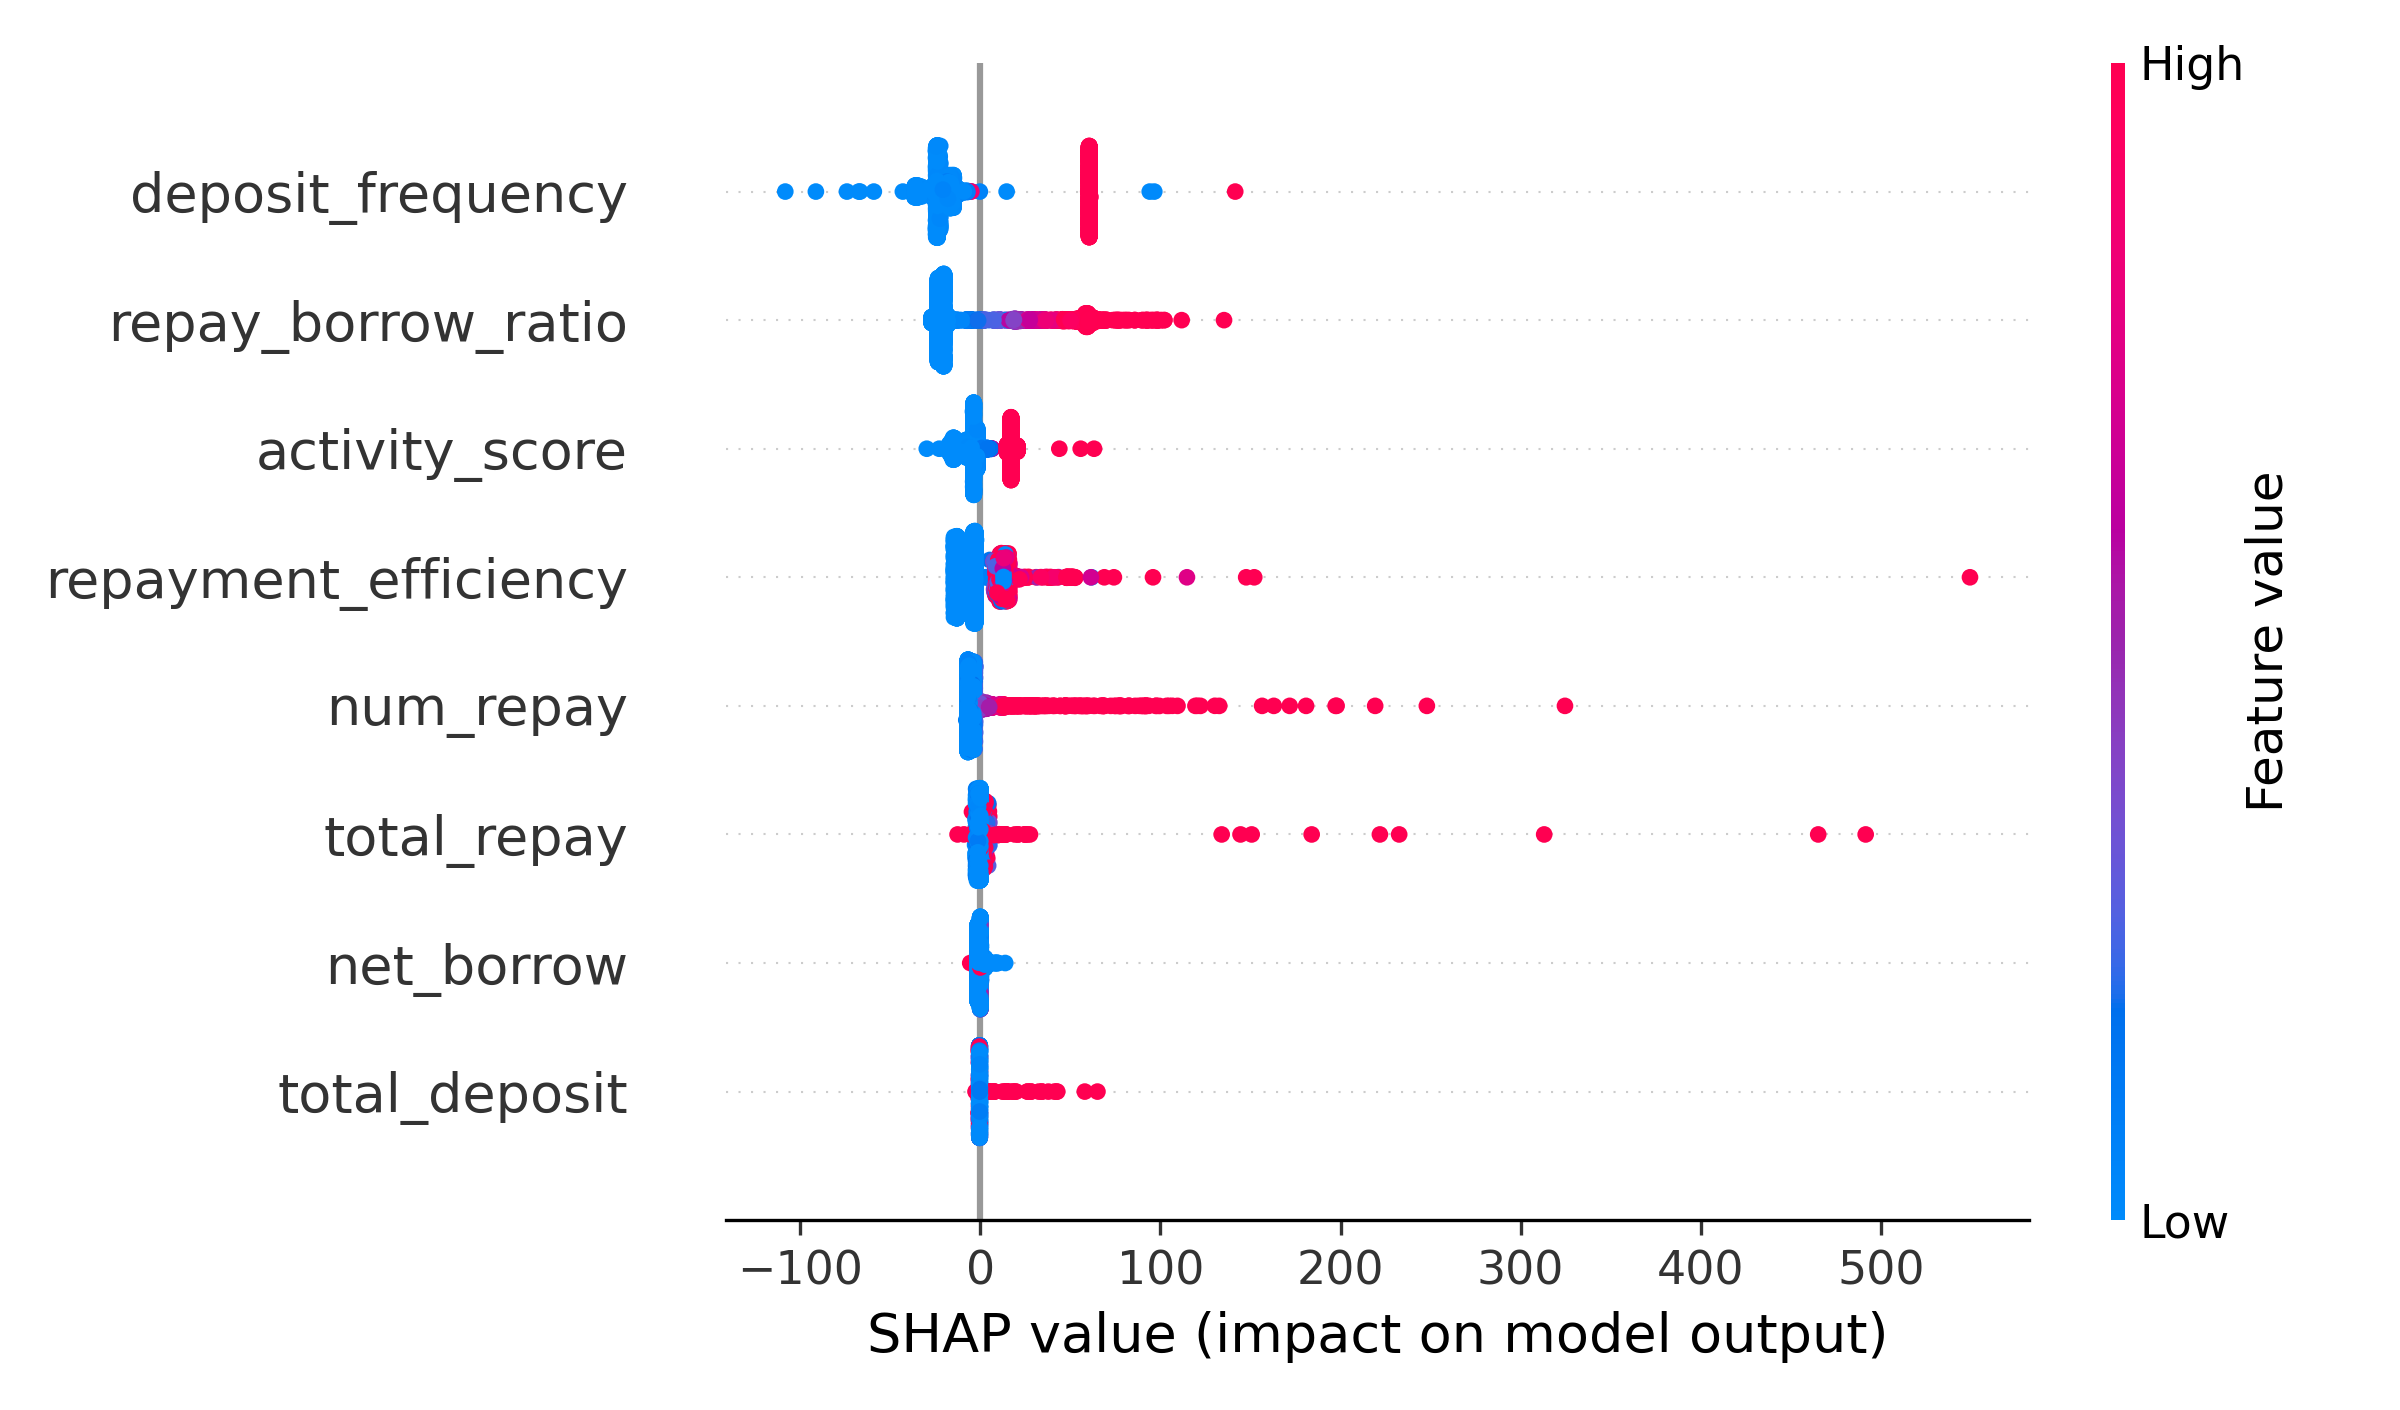 High
deposit_frequency
repay_borrow_ratio
activity_score
repayment_efficiency
num_repay
total_repay
net_borrow
total_deposit
Feature value
Low
−100 0 100 200 300 400 500
SHAP value (impact on model output)